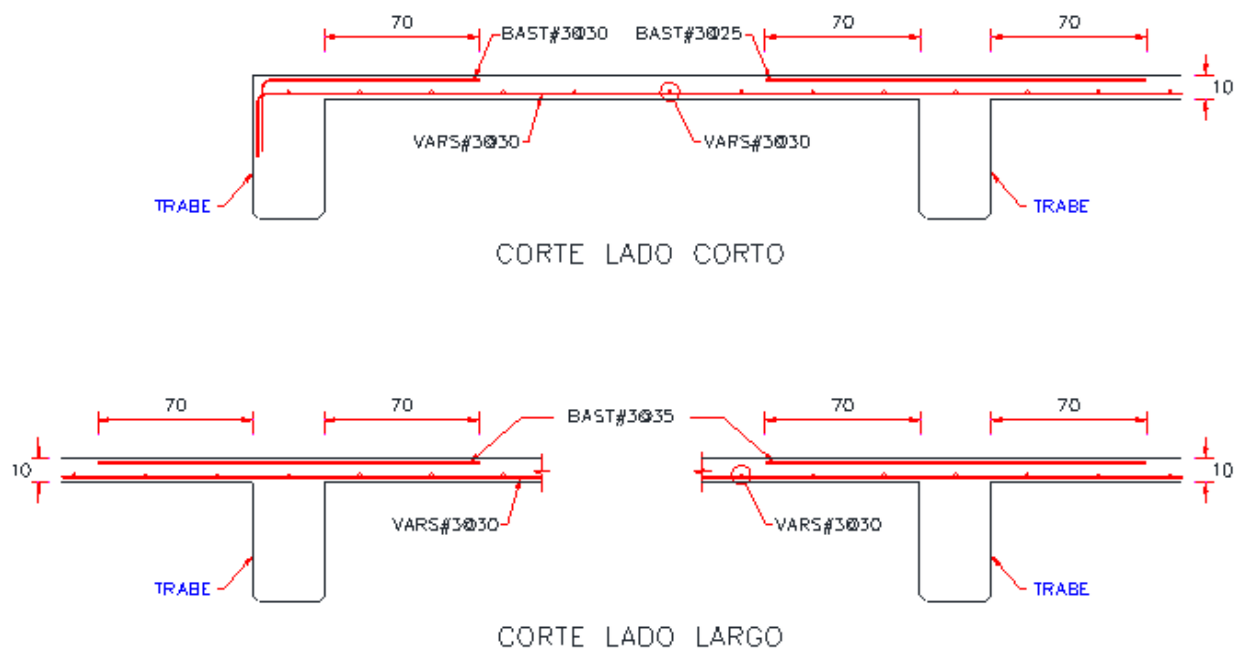 70
BAST#3@30
BAST#3@25
70
70
10
VARS#3@30
VARS#3@30
TRABE
TRABE
CORTE LADO CORTO
70
70
BAST#3@35
70
70
10
10
VARS#3@30
VARS#3@30
TRABE
TRABE
CORTE LADO LARGO